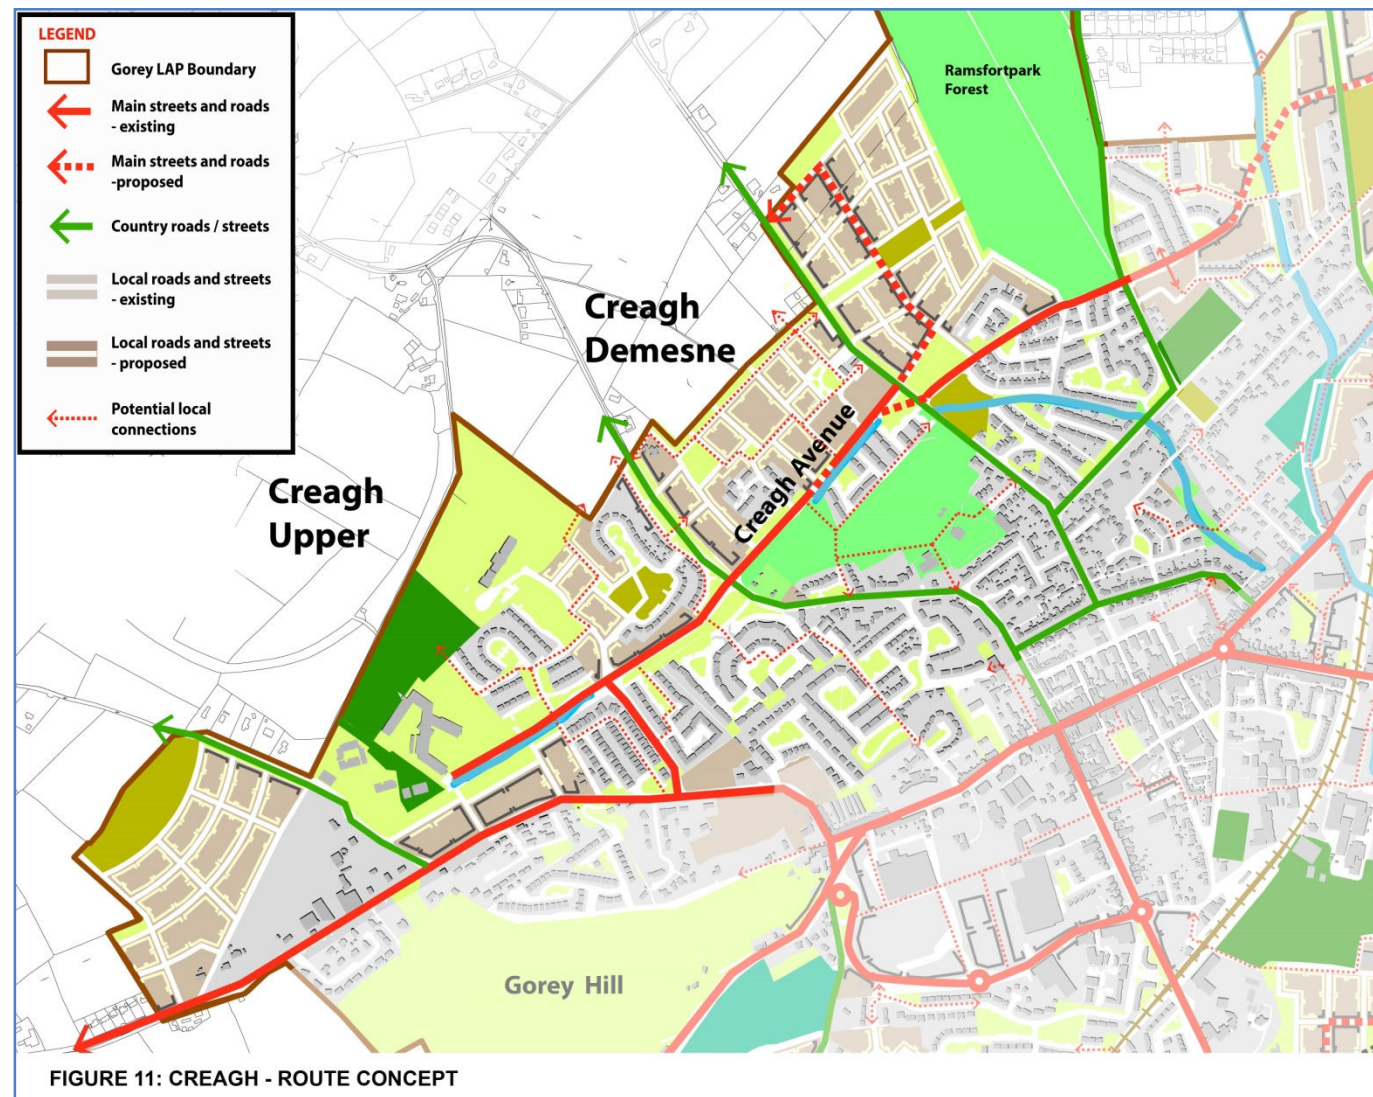 LEGEND
Gorey LAP Boundary
Main streets and roads
- existing
Main streets and roads
-proposed
Country roads / streets
Local roads and streets
- existing
Local roads and streets
- proposed
Potential local
connections
Ramsfortpark
Forest
Creagh
Demesne
Creagh Avenue
Creagh
Upper
Gorey Hill
FIGURE 11: CREAGH - ROUTE CONCEPT